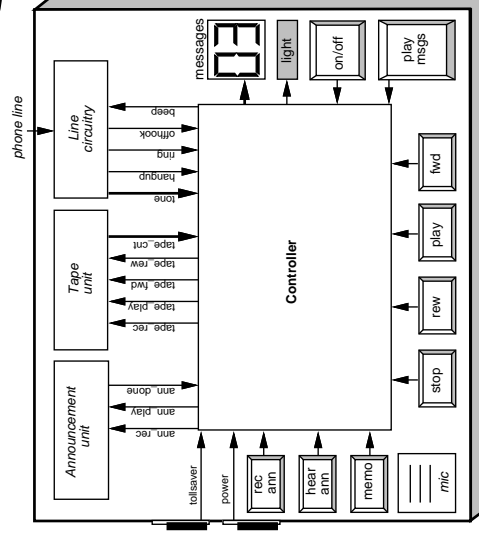 phone line
Announcement
unit
Tape
unit
Line
circuitry
ann_rec
ann_play
ann_done
tape_rec
tape_play
tape_fwd
tape_rew
tape_cnt
tone
hangup
ring
offhook
beep
tollsaver
power
rec
ann
hear
ann
memo
mic
Controller
messages
light
on/off
play
msgs
stop
rew
play
fwd